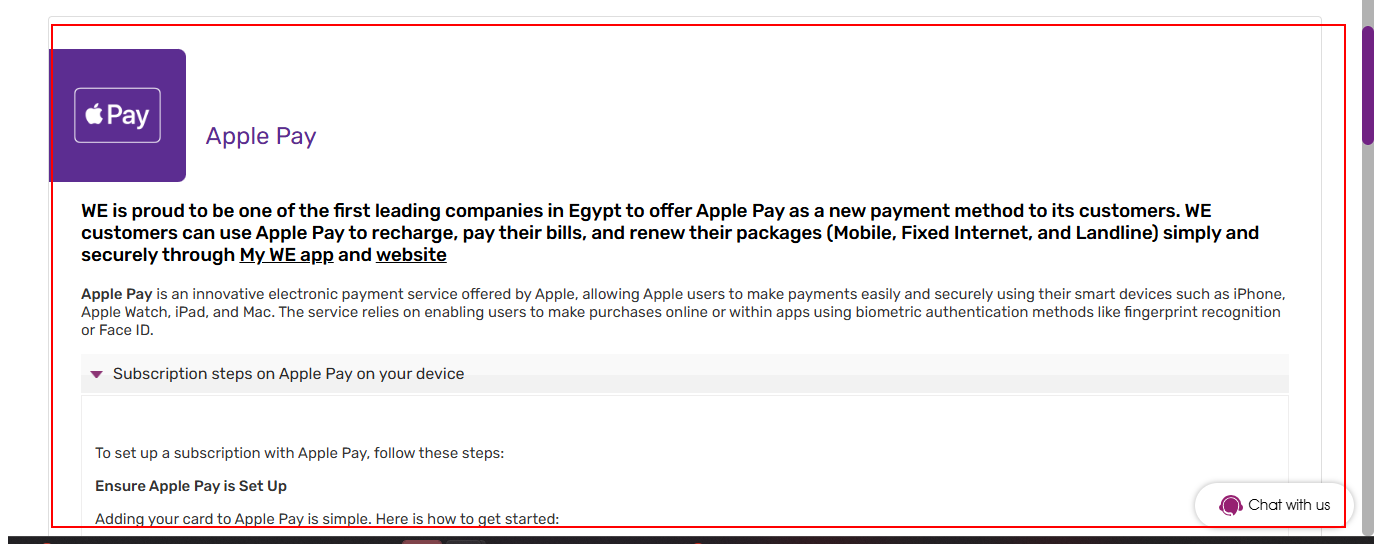 Pay
Apple Pay
WE is proud to be one of the first leading companies in Egypt to offer Apple Pay as a new payment method to its customers. WE
customers can use Apple Pay to recharge, pay their bills, and renew their packages (Mobile, Fixed Internet, and Landline) simply and
securely through My WE app and website
Apple Pay is an innovative electronic payment service offered by Apple, allowing Apple users to make payments easily and securely using their smart devices such as iPhone,
Apple Watch, iPad, and Mac. The service relies on enabling users to make purchases online or within apps using biometric authentication methods like fingerprint recognition
or Face ID.
Subscription steps on Apple Pay on your device
To set up a subscription with Apple Pay, follow these steps:
Ensure Apple Pay is Set Up
Chat with us
Adding your card to Apple Pay is simple. Here is how to get started: